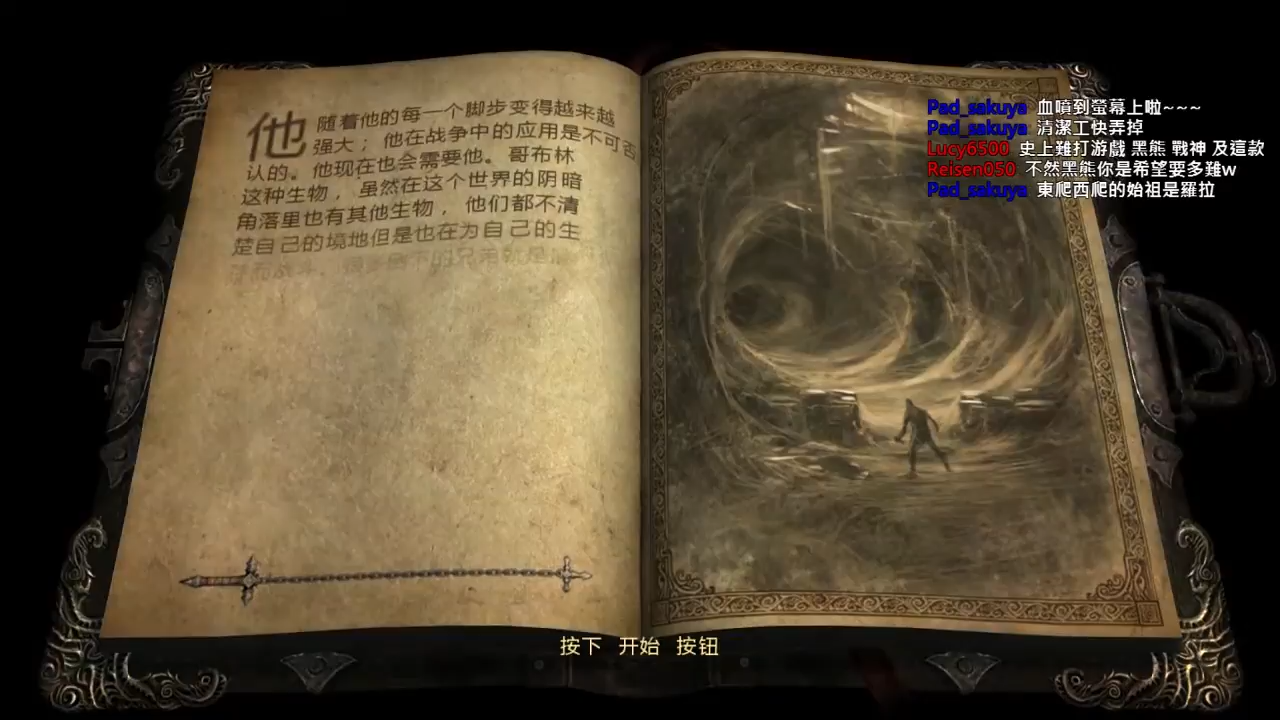 他
随着他的每一个脚步变得越来越
强大；他在战争中的应用是不可否
认的。他现在也会需要他。哥布林
这种生物，虽然在这个世界的阴暗
角落里也有其他生物，他们都不清
楚自己的境地但是也在为自己的生
按下 开始 按钮
Pad_sakuya 血噴到螢幕上啦~~~
Pad_sakuya 清潔工快弄掉
Lucy6500 史上難打游戲 黑熊 戰神 及這款
Reisen050 不然黑熊你是希望要多難w
Pad_sakuya 東爬西爬的始祖是羅拉